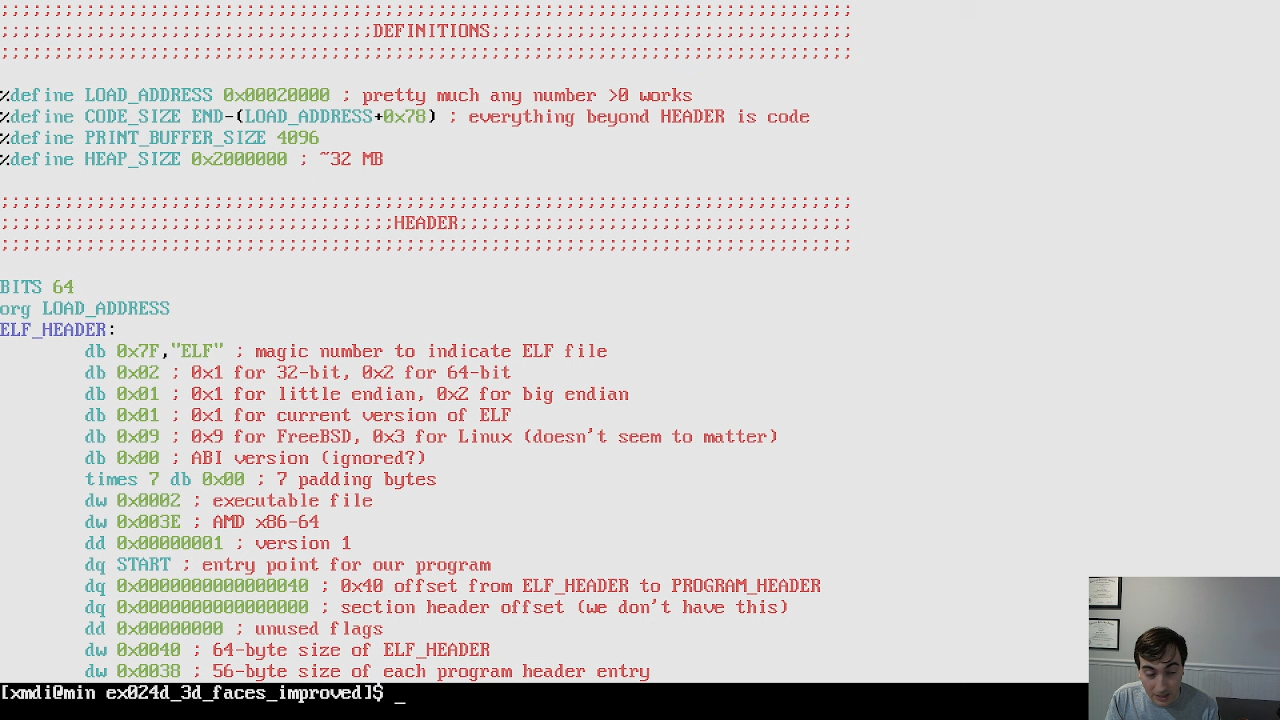 ;;;;;;;;;;;;;;;;;;;;;;;;;;;;;;;;;;;;;;;;;;;;;;;;;;;;;;;;;;;;;;;;;;;;;;;;;;;;;;;;
;;;;;;;;;;;;;;;;;;;;;;;;;;;;;;;;;;;DEFINITIONS;;;;;;;;;;;;;;;;;;;;;;;;;;;;;;;;;;
;;;;;;;;;;;;;;;;;;;;;;;;;;;;;;;;;;;;;;;;;;;;;;;;;;;;;;;;;;;;;;;;;;;;;;;;;;;;;;;;
%define LOAD_ADDRESS 0x00020000 ; pretty much any number >0 works
%define CODE_SIZE END-(LOAD_ADDRESS+0x78) ; everything beyond HEADER is code
%define PRINT_BUFFER_SIZE 4096
%define HEAP_SIZE 0x2000000 ; ~32 MB
;;;;;;;;;;;;;;;;;;;;;;;;;;;;;;;;;;;;;;;;;;;;;;;;;;;;;;;;;;;;;;;;;;;;;;;;;;;;;;;;
;;;;;;;;;;;;;;;;;;;;;;;;;;;;;;;;;;;;;HEADER;;;;;;;;;;;;;;;;;;;;;;;;;;;;;;;;;;;;;
;;;;;;;;;;;;;;;;;;;;;;;;;;;;;;;;;;;;;;;;;;;;;;;;;;;;;;;;;;;;;;;;;;;;;;;;;;;;;;;;
BITS 64
org LOAD_ADDRESS
ELF_HEADER:
db 0x7F,"ELF" ; magic number to indicate ELF file
db 0x02 ; 0x1 for 32-bit, 0x2 for 64-bit
db 0x01 ; 0x1 for little endian, 0x2 for big endian
db 0x01 ; 0x1 for current version of ELF
db 0x09 ; 0x9 for FreeBSD, 0x3 for Linux (doesn't seem to matter)
db 0x00 ; ABI version (ignored?)
times 7 db 0x00 ; 7 padding bytes
dw 0x0002 ; executable file
dw 0x003E ; AMD x86-64
dd 0x00000001 ; version 1
dq START ; entry point for our program
dq 0x0000000000000040 ; 0x40 offset from ELF_HEADER to PROGRAM_HEADER
dq 0x0000000000000000 ; section header offset (we don't have this)
dd 0x00000000 ; unused flags
dw 0x0040 ; 64-byte size of ELF_HEADER
dw 0x0038 ; 56-byte size of each program header entry
[xmdi@min ex024d_3d_faces_improved]$ _